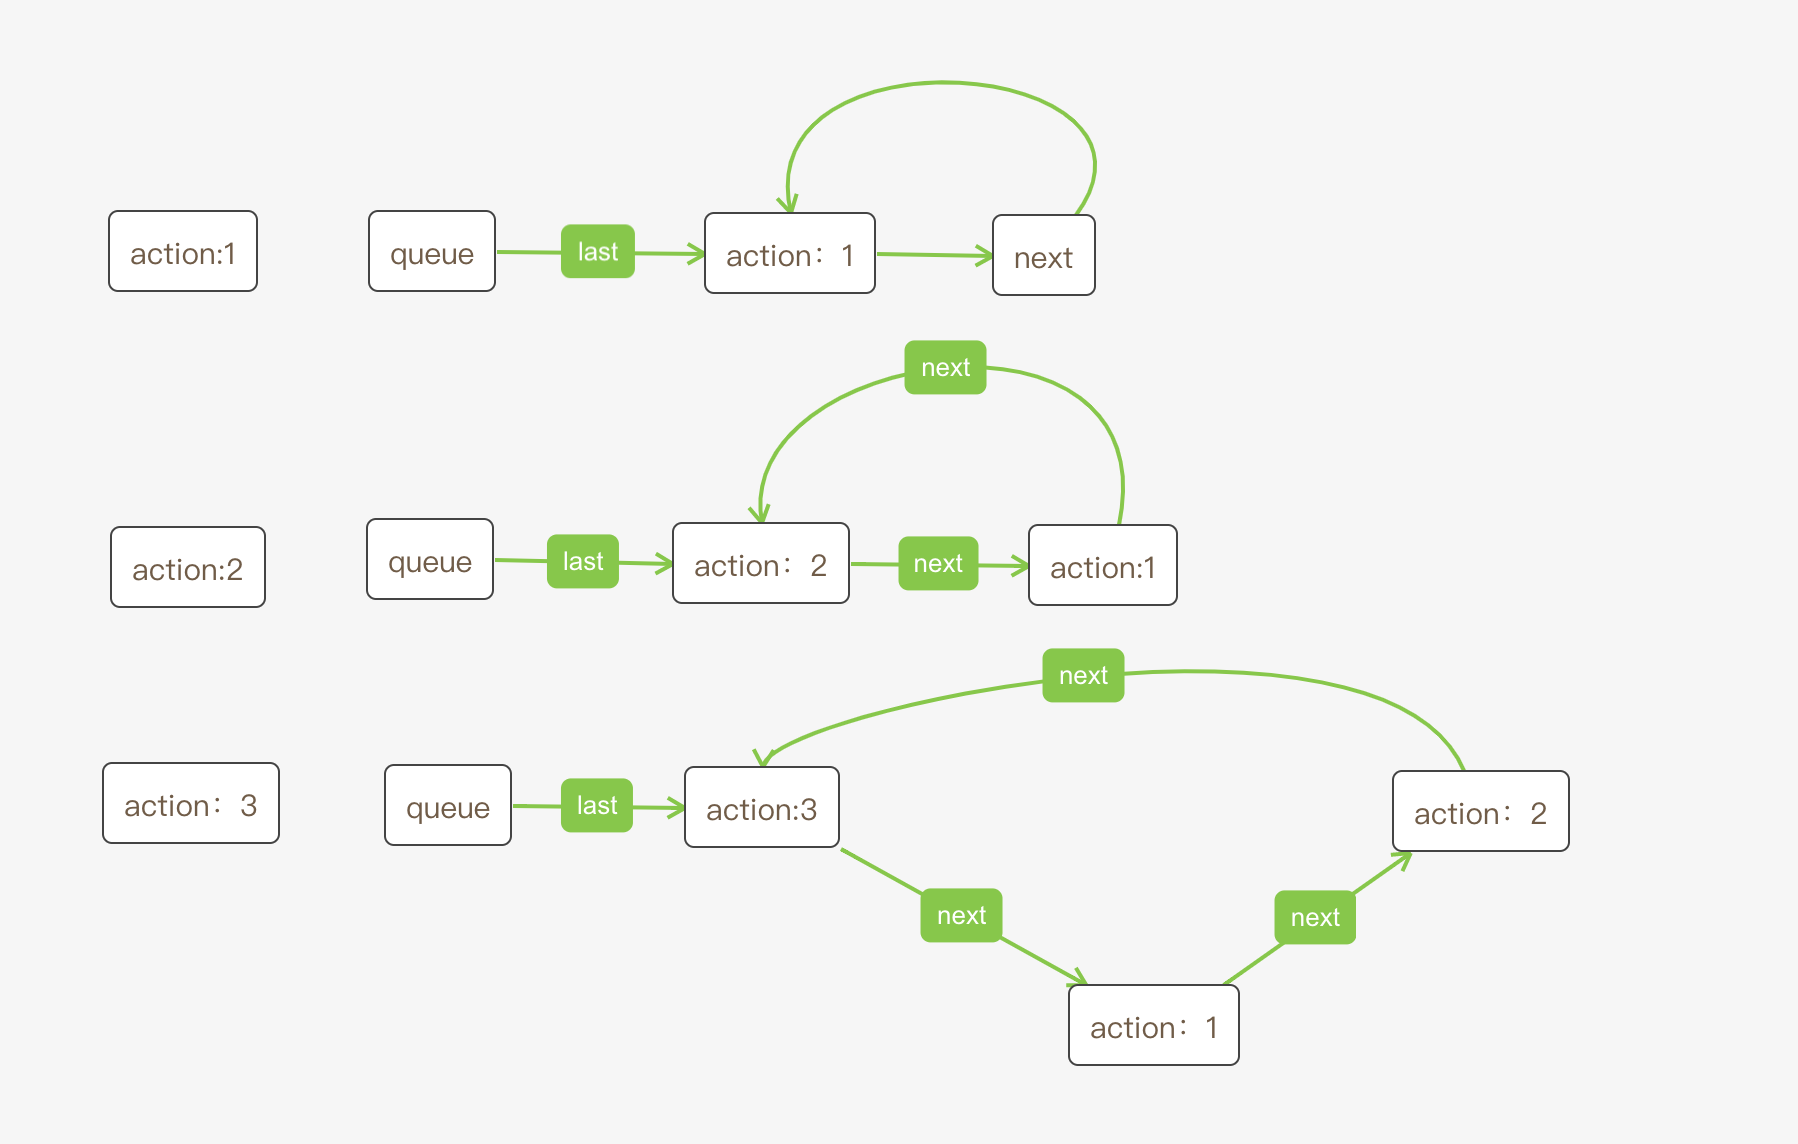 action:1
queue
last
action：1
next
next
action:2
queue
last
action：2
next
action:1
next
action：3
queue
last
action:3
action：2
next
next
action：1